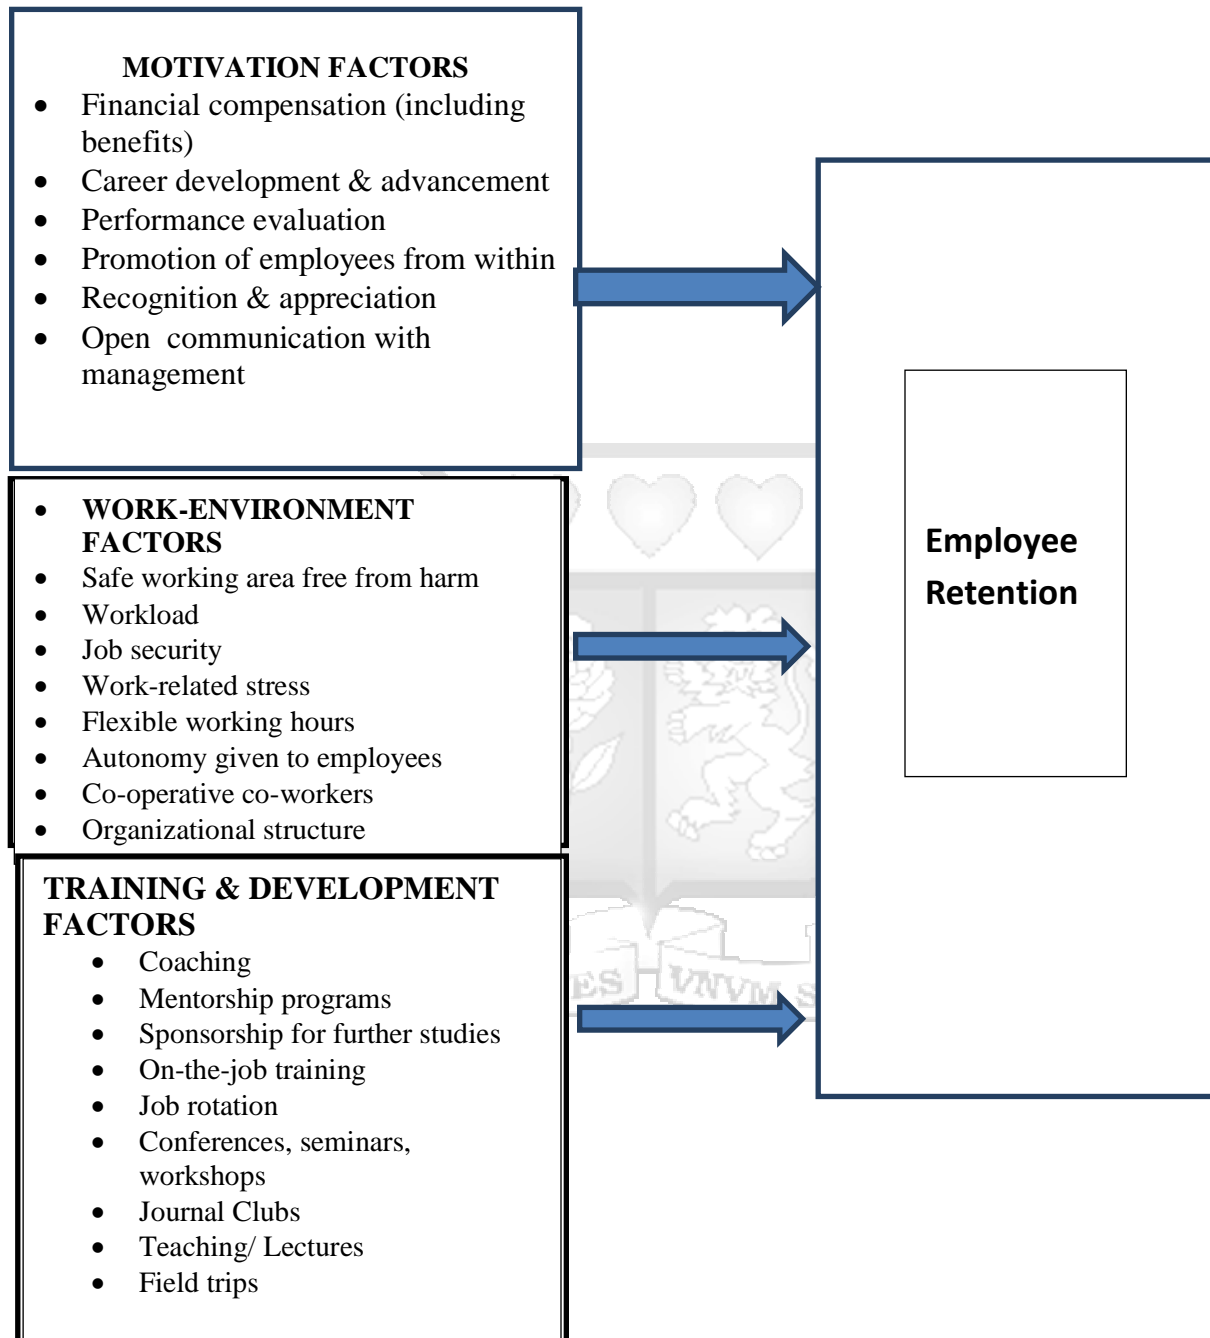 MOTIVATION FACTORS
• Financial compensation (including
benefits)
• Career development & advancement
• Performance evaluation
• Promotion of employees from within
• Recognition & appreciation
• Open communication with
management
• WORK-ENVIRONMENT
FACTORS
• Safe working area free from harm
• Workload
• Job security
• Work-related stress
• Flexible working hours
• Autonomy given to employees
• Co-operative co-workers
• Organizational structure
TRAINING & DEVELOPMENT
FACTORS
• Coaching
• Mentorship programs
• Sponsorship for further studies
• On-the-job training
• Job rotation
• Conferences, seminars,
workshops
• Journal Clubs
• Teaching/ Lectures
• Field trips
Employee
Retention
VNVM